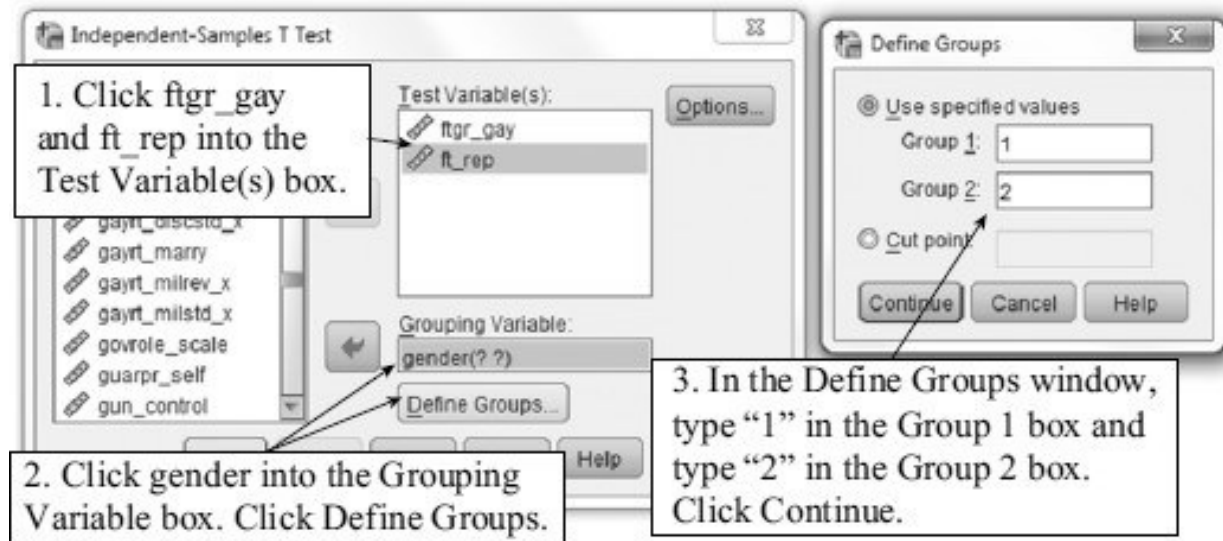 Independent-Samples T Test
1. Click ftgr_gay
and ft_rep into the
Test Variable(s) box.
Test Variable(s):
ftgr_gay
ft_rep
Options...
gayrt_discstd_x
gayrt_marry
gayrt_milrev_x
gayrt_milstd_x
govrole_scale
guarpr_self
gun_control
Grouping Variable:
gender(? ?)
Define Groups...
Help
2. Click gender into the Grouping
Variable box. Click Define Groups.
Define Groups
Use specified values
Group 1: 1
Group 2: 2
Cut point:
Continue Cancel Help
3. In the Define Groups window,
type “1” in the Group 1 box and
type “2” in the Group 2 box.
Click Continue.